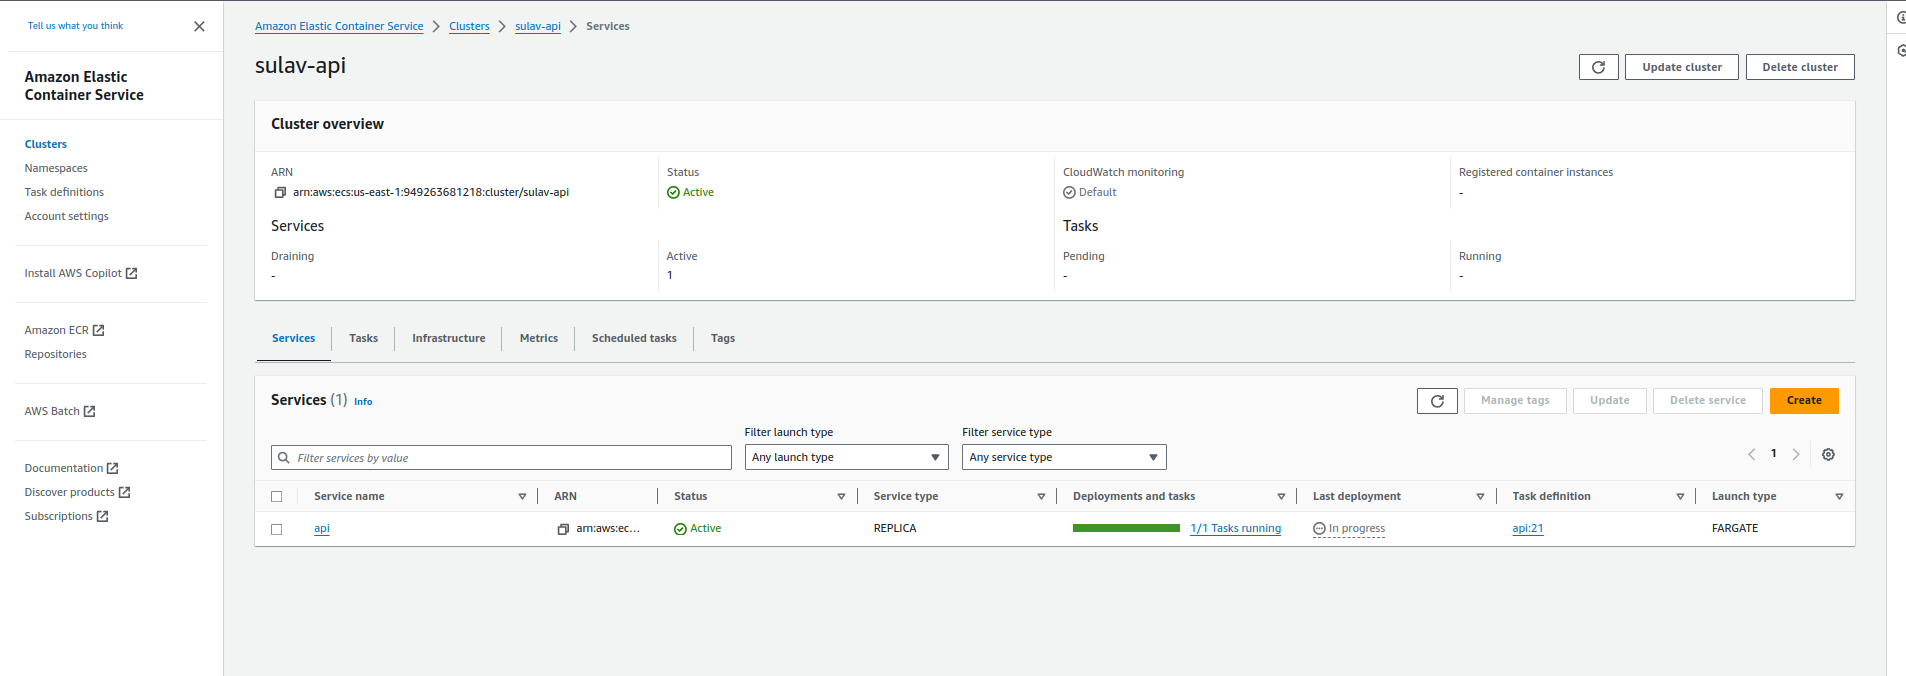 Tell us what you think
Amazon Elastic Container Service
Clusters
sulav-api
Services
Amazon Elastic
Container Service
sulav-api
Update cluster
Delete cluster
Cluster overview
Clusters
Namespaces
Task definitions
Account settings
Install AWS Copilot
Amazon ECR
Repositories
AWS Batch
Documentation
Discover products
Subscriptions
ARN
arn:aws:ecs:us-east-1:949263681218:cluster/sulav-api
Status
Active
CloudWatch monitoring
Default
Registered container instances
-
Services
Tasks
Draining
-
Active
1
Pending
-
Running
-
Services
Tasks
Infrastructure
Metrics
Scheduled tasks
Tags
Services (1) Info
Manage tags
Update
Delete service
Create
Filter services by value
Filter launch type
Any launch type
Filter service type
Any service type
1
Service name
ARN
Status
Service type
Deployments and tasks
Last deployment
Task definition
Launch type
api
arn:aws:ec...
Active
REPLICA
1/1 Tasks running
In progress
api:21
FARGATE